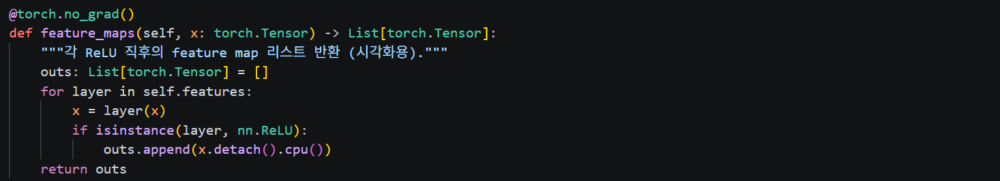 @torch.no_grad()
def feature_maps(self, x: torch.Tensor) -> List[torch.Tensor]:
    """각 ReLU 직후의 feature map 리스트 반환 (시각화용)."""
    outs: List[torch.Tensor] = []
    for layer in self.features:
        x = layer(x)
        if isinstance(layer, nn.ReLU):
            outs.append(x.detach().cpu())
    return outs